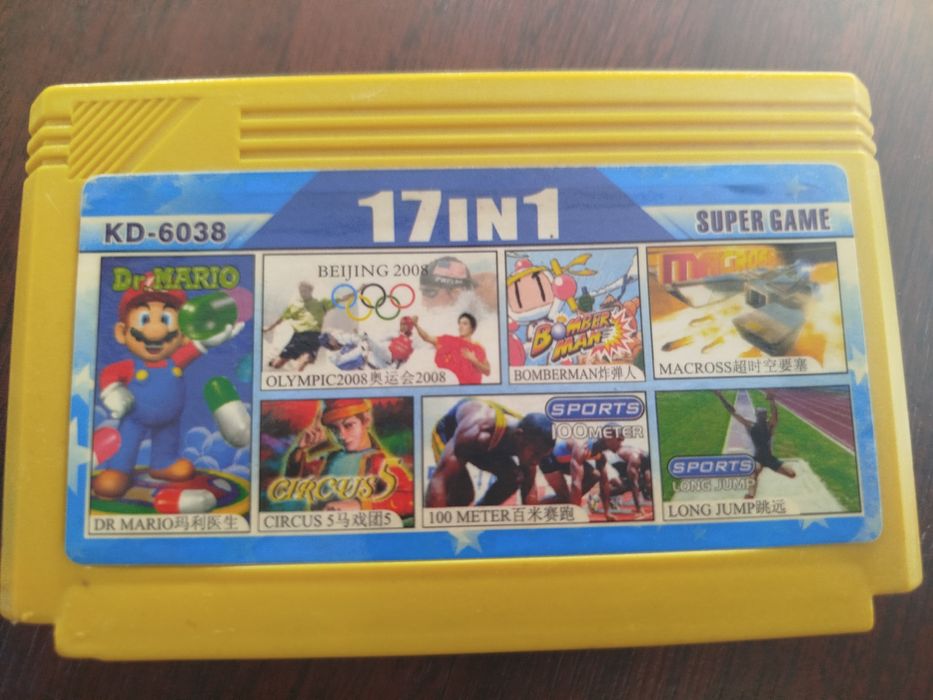 17IN1
KD-6038
SUPER GAME
Dr. MARIO
DR MARIO玛利医生
BEIJING 2008
OLYMPIC2008奥运会2008
BOMBER
MAN
BOMBERMAN炸弹人
MACROSS
MACROSS超时空要塞
CIRCUS 5
CIRCUS 5马戏团5
SPORTS
100METER
100 METER百米赛跑
SPORTS
LONG JUMP
LONG JUMP跳远